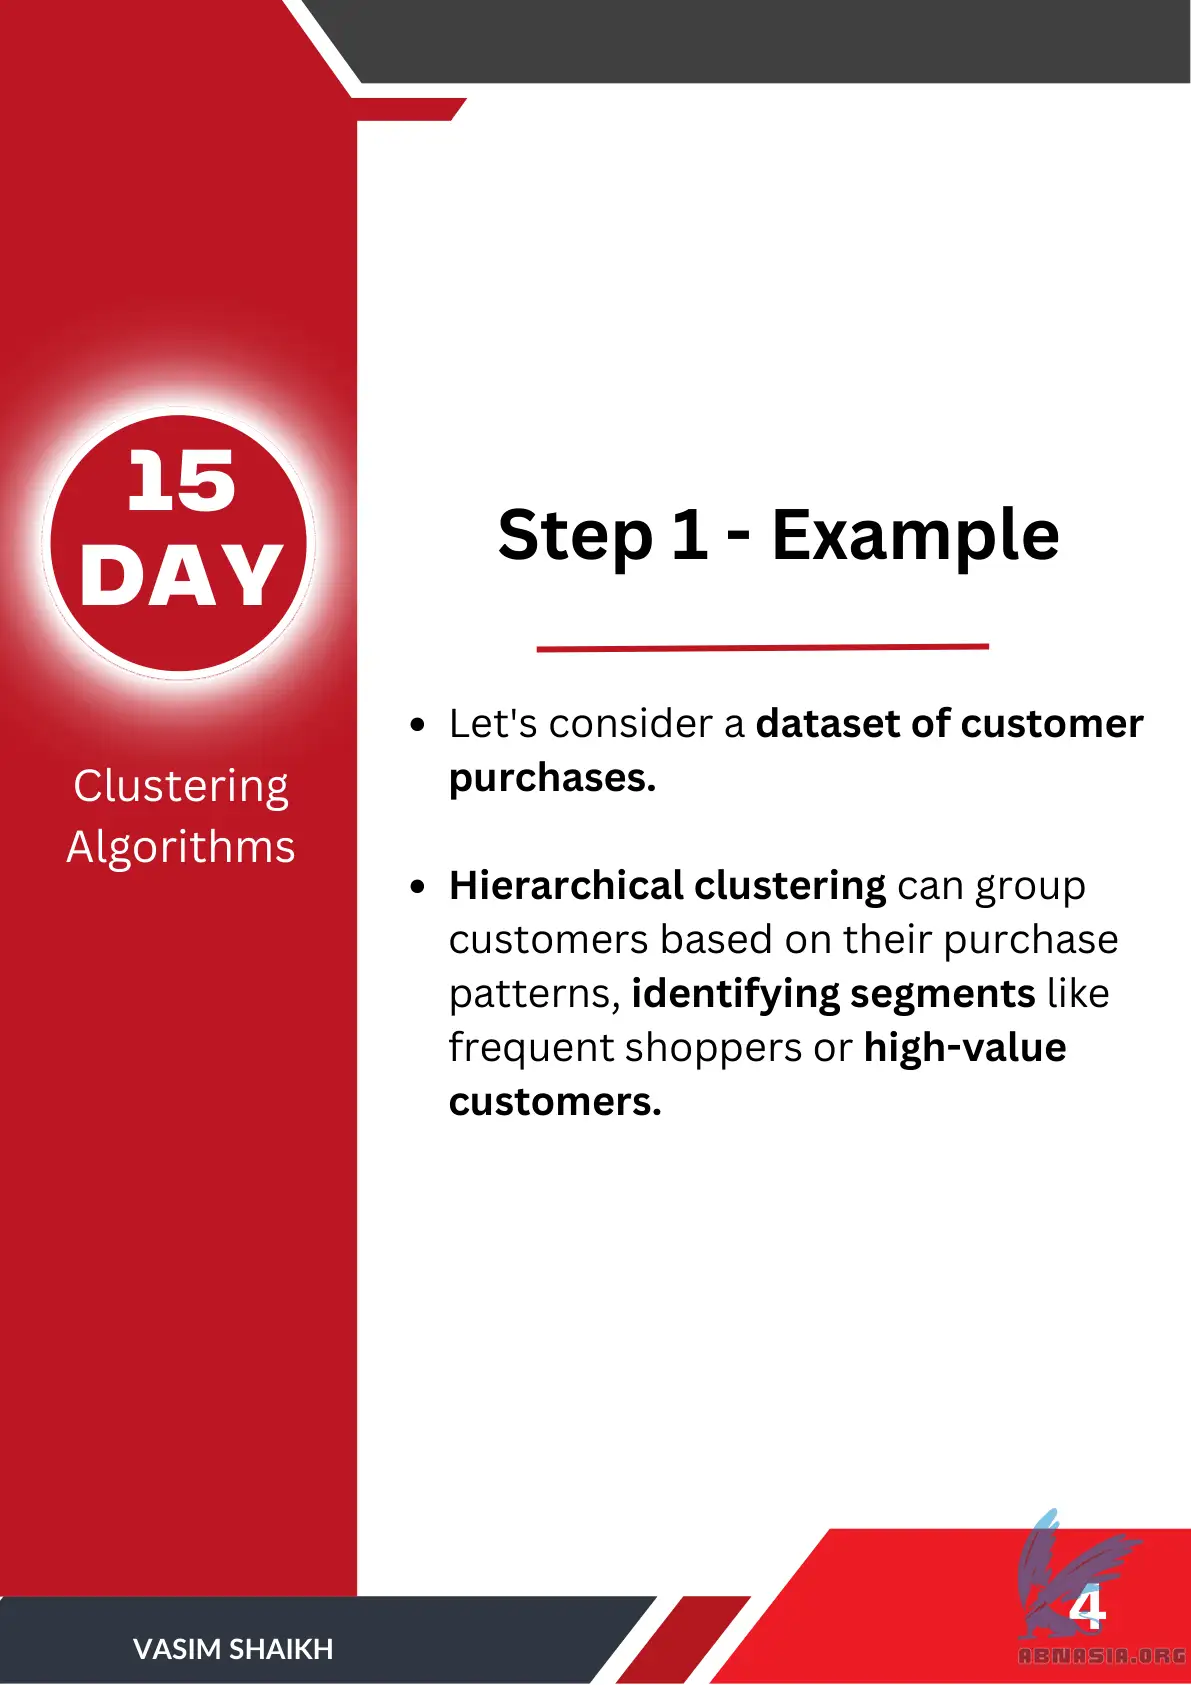 15
DAY
Clustering
Algorithms
Step 1 - Example
• Let's consider a dataset of customer
purchases.
• Hierarchical clustering can group
customers based on their purchase
patterns, identifying segments like
frequent shoppers or high-value
customers.
VASIM SHAIKH
4
ABNASIA.ORG